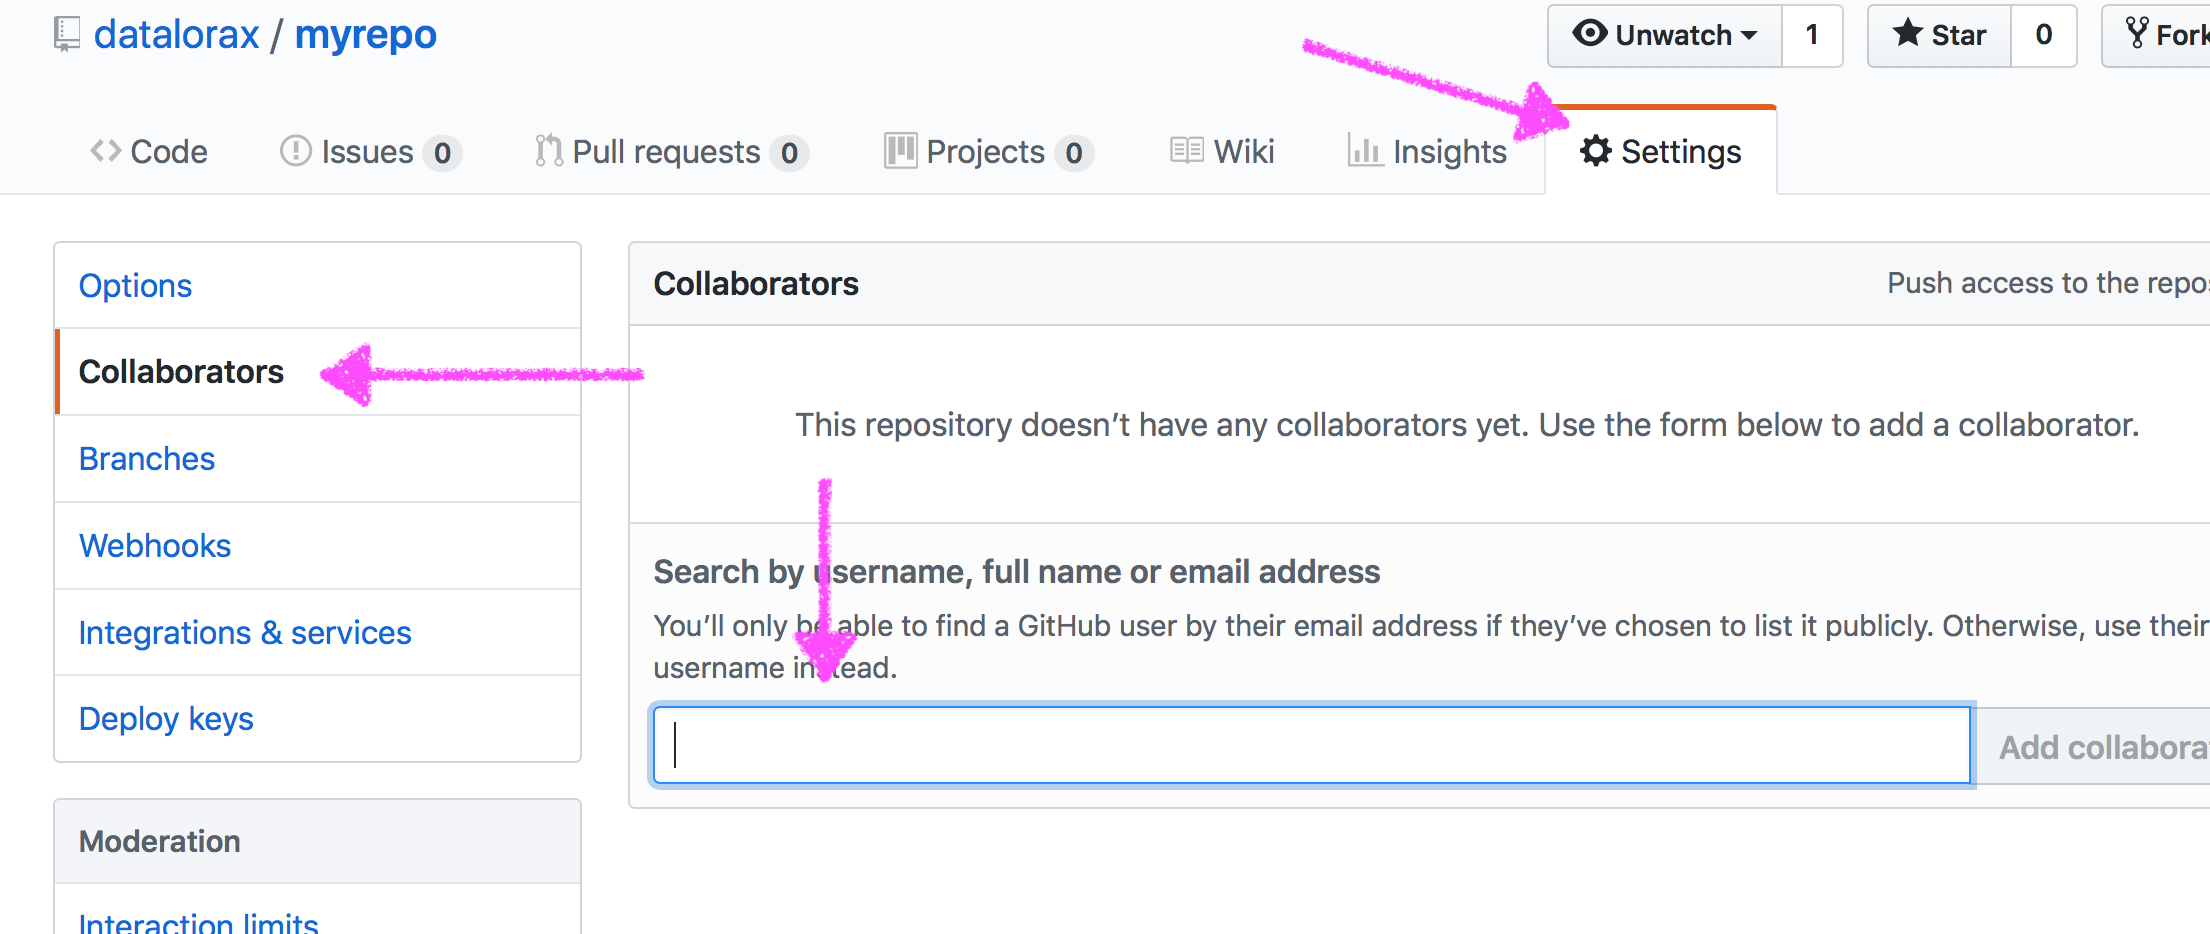 datalorax / myrepo
Unwatch 1 Star 0 Fork
Code Issues 0 Pull requests 0 Projects 0 Wiki Insights Settings
Options
Collaborators
Branches
Webhooks
Integrations & services
Deploy keys
Moderation
Interaction limits
Collaborators Push access to the
This repository doesn’t have any collaborators yet. Use the form below to add a collaborator.
Search by username, full name or email address
You’ll only be able to find a GitHub user by their email address if they’ve chosen to list it publicly. Otherwise, use their
username instead.
Add